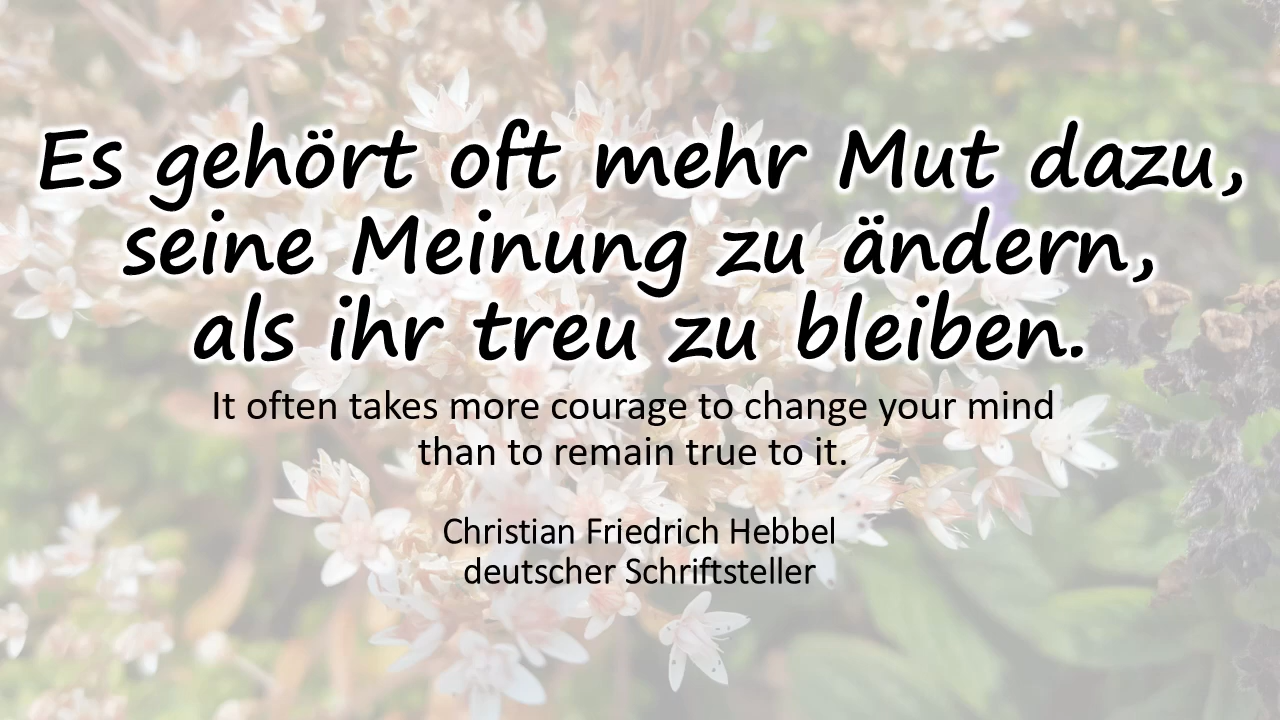 Es gehört oft mehr Mut dazu,
seine Meinung zu ändern,
als ihr treu zu bleiben.
It often takes more courage to change your mind
than to remain true to it.
Christian Friedrich Hebbel
deutscher Schriftsteller